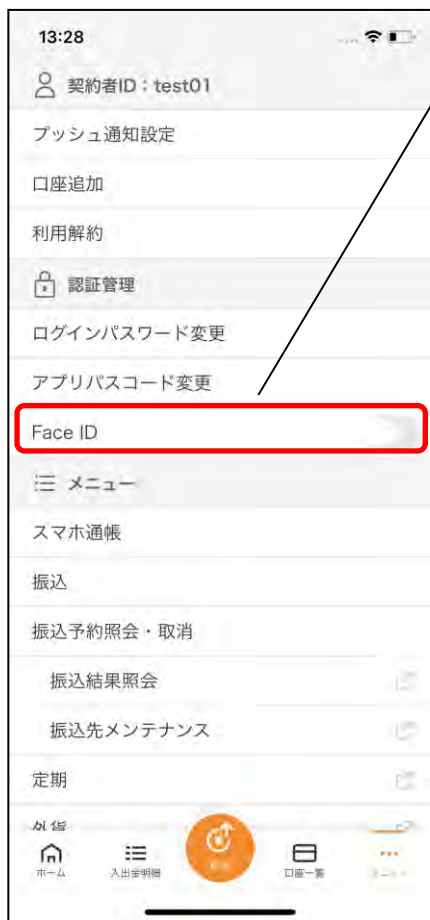 13:28
契約者ID：test01
プッシュ通知設定
口座追加
利用解約
認証管理
ログインパスワード変更
アプリパスコード変更
Face ID
メニュー
スマホ通帳
振込
振込予約照会・取消
振込結果照会
振込先メンテナンス
定期
外貨
ホーム
入出金明細
口座一覧